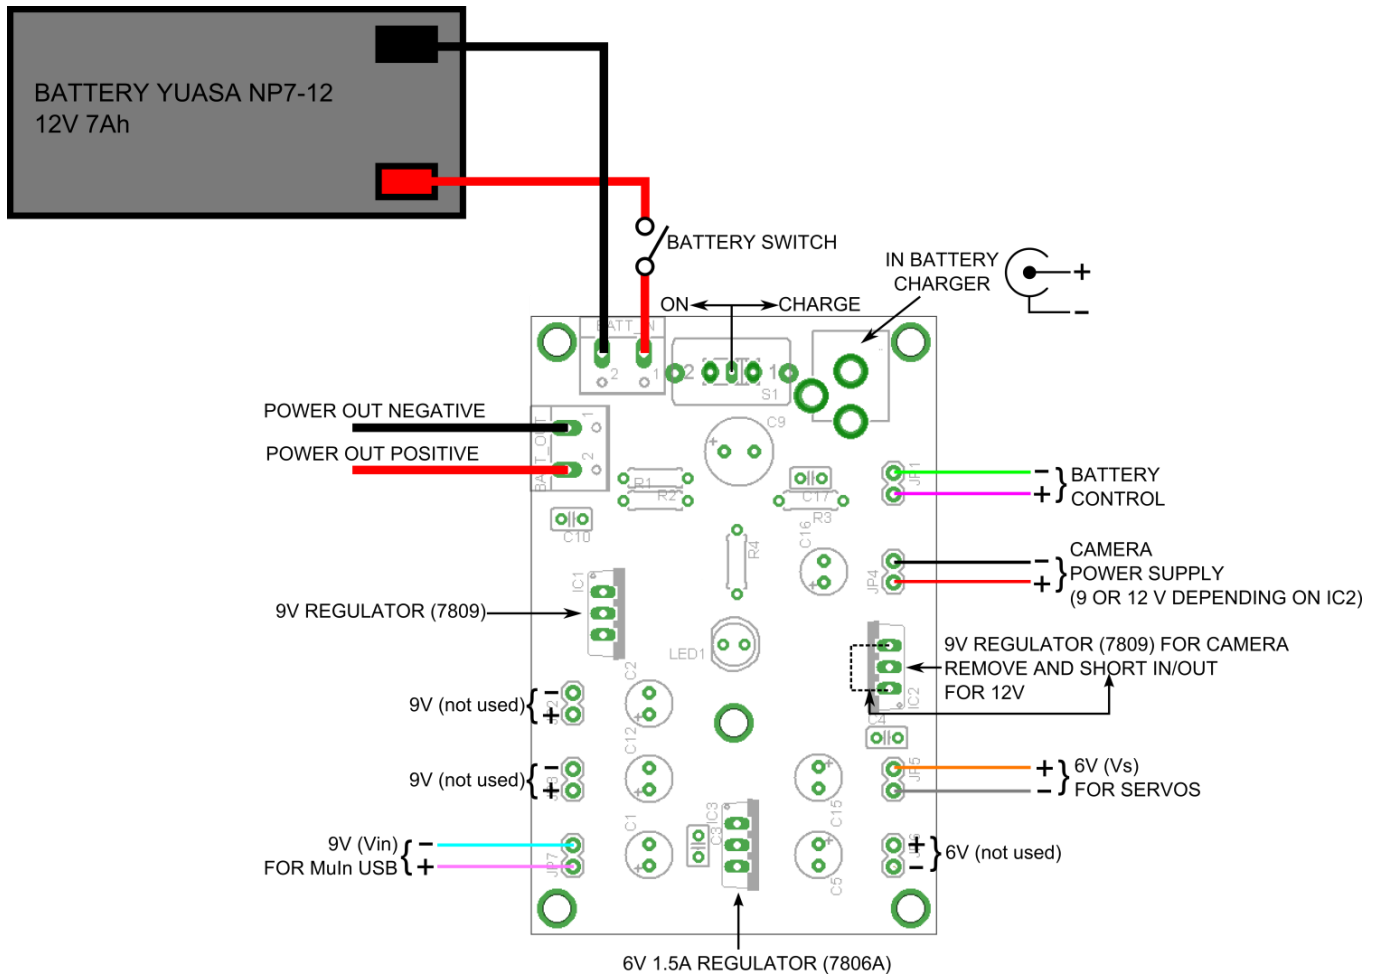 BATTERY YUASA NP7-12
12V 7Ah
BATTERY SWITCH
IN BATTERY
CHARGER
+
-
ON
CHARGE
BATT_IN
2
1
2
1
S1
POWER OUT NEGATIVE
POWER OUT POSITIVE
BATT_OUT
1
2
C9
+
R1
R2
C17
R3
C10
C16
+
R4
JP1
-
+
BATTERY
CONTROL
JP4
-
+
CAMERA
POWER SUPPLY
(9 OR 12 V DEPENDING ON IC2)
IC1
9V REGULATOR (7809)
LED1
9V REGULATOR (7809) FOR CAMERA
REMOVE AND SHORT IN/OUT
FOR 12V
IC2
C4
9V (not used)
-
+
C2
+
9V (not used)
-
+
C12
+
9V (Vin)
FOR MuIn USB
-
+
JP7
C1
+
C3
IC3
C15
+
C5
+
JP5
+
-
6V (Vs)
FOR SERVOS
+
-
6V (not used)
6V 1.5A REGULATOR (7806A)